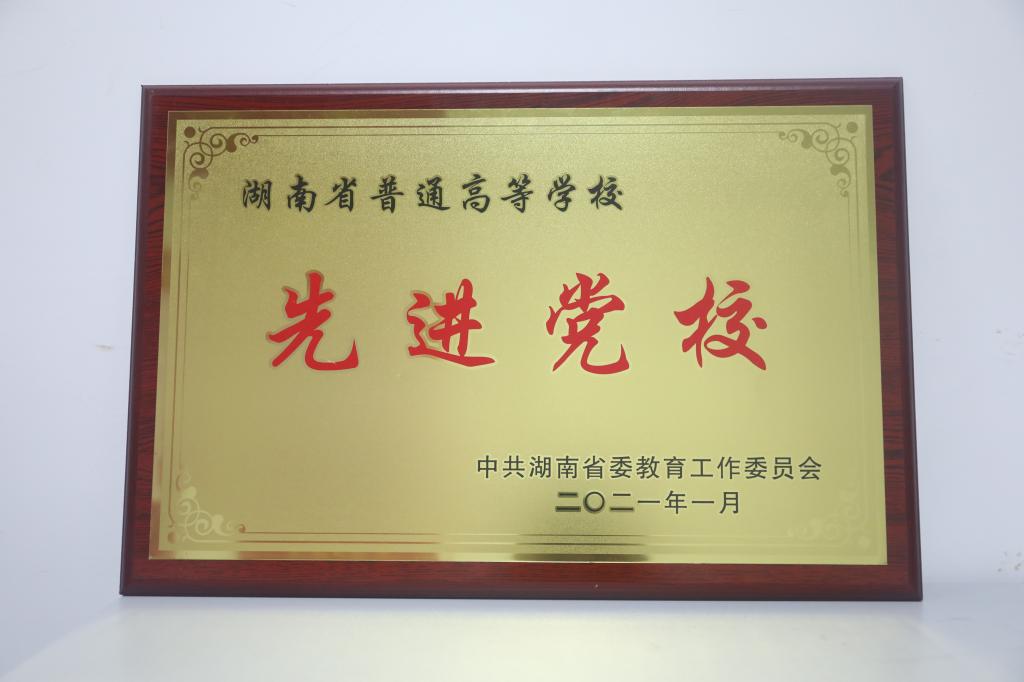 湖南省普通高等学校
先进党校
中共湖南省委教育工作委员会
二〇二一年一月